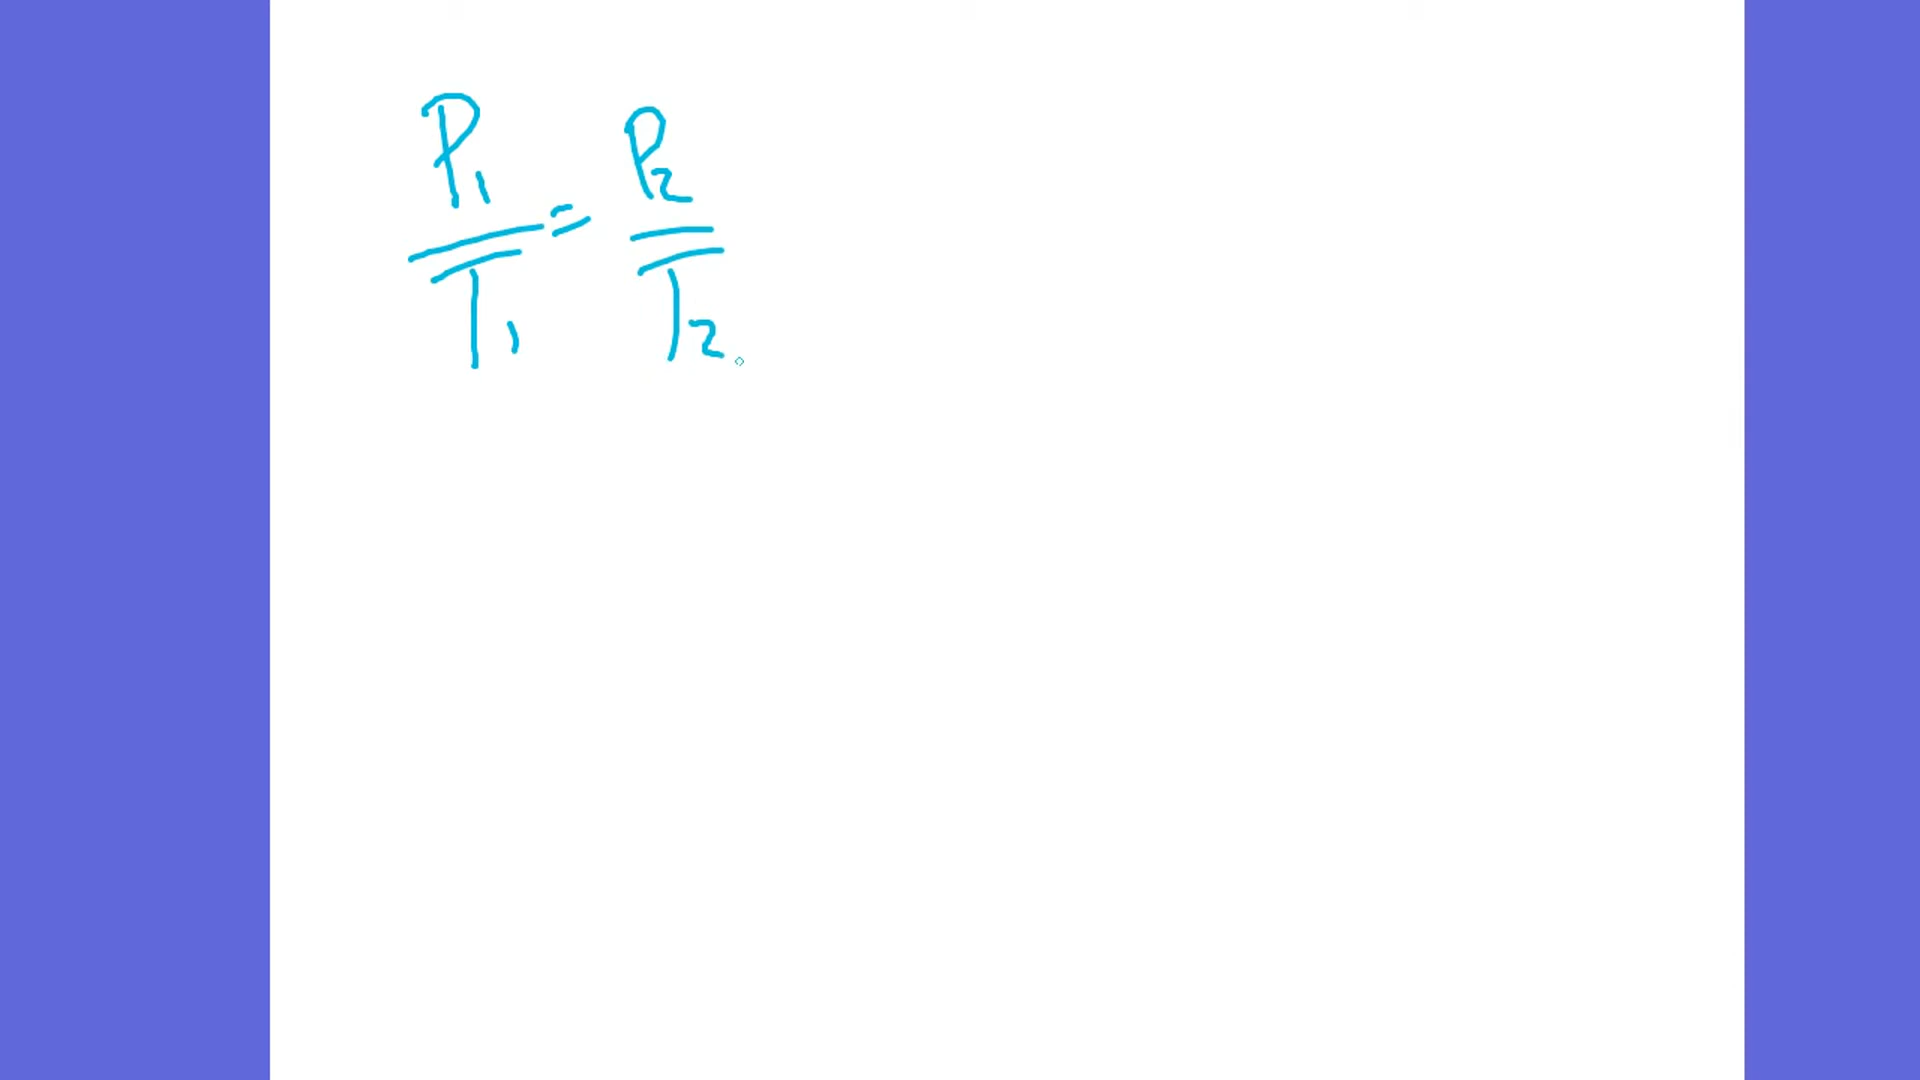 P₁/T₁ = P₂/T₂